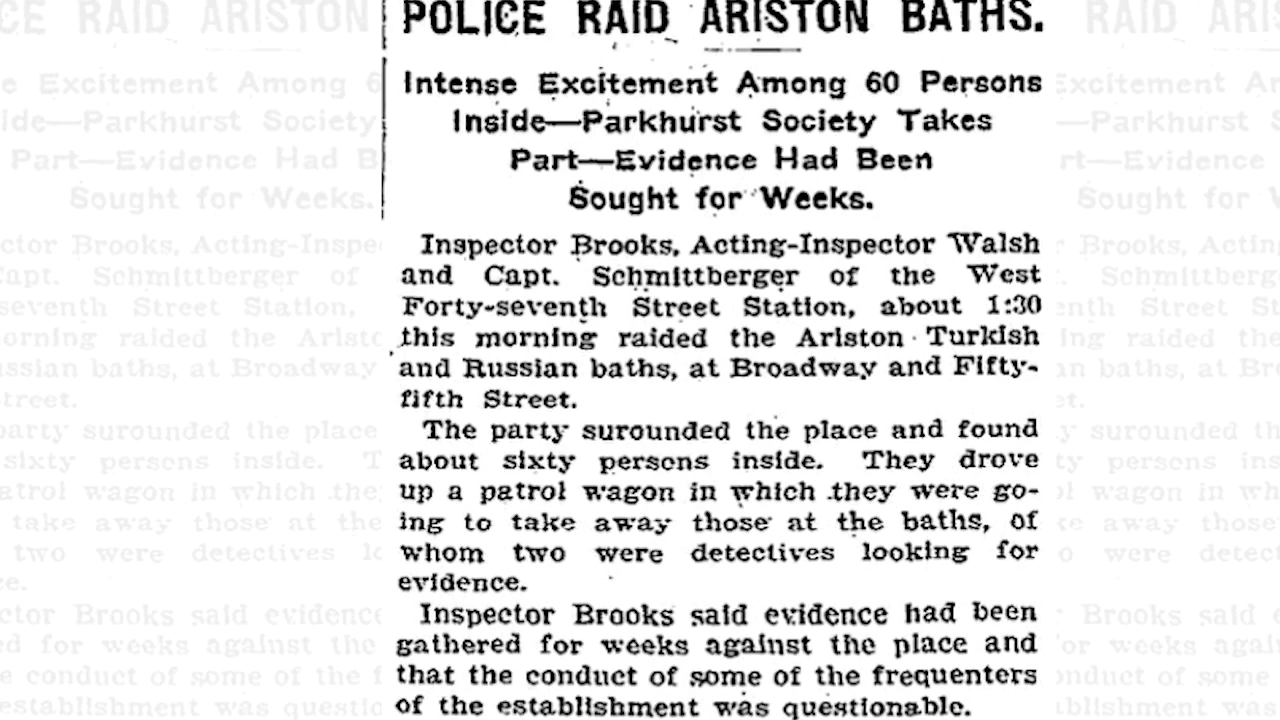 POLICE RAID ARISTON BATHS.
Intense Excitement Among 60 Persons
Inside—Parkhurst Society Takes
Part—Evidence Had Been
Sought for Weeks.
Inspector Brooks, Acting-Inspector Walsh
and Capt. Schmittberger of the West
Forty-seventh Street Station, about 1:30
this morning raided the Ariston Turkish
and Russian baths, at Broadway and Fifty-
fifth Street.
The party surounded the place and found
about sixty persons inside. They drove
up a patrol wagon in which they were go-
ing to take away those at the baths, of
whom two were detectives looking for
evidence.
Inspector Brooks said evidence had been
gathered for weeks against the place and
that the conduct of some of the frequenters
of the establishment was questionable.